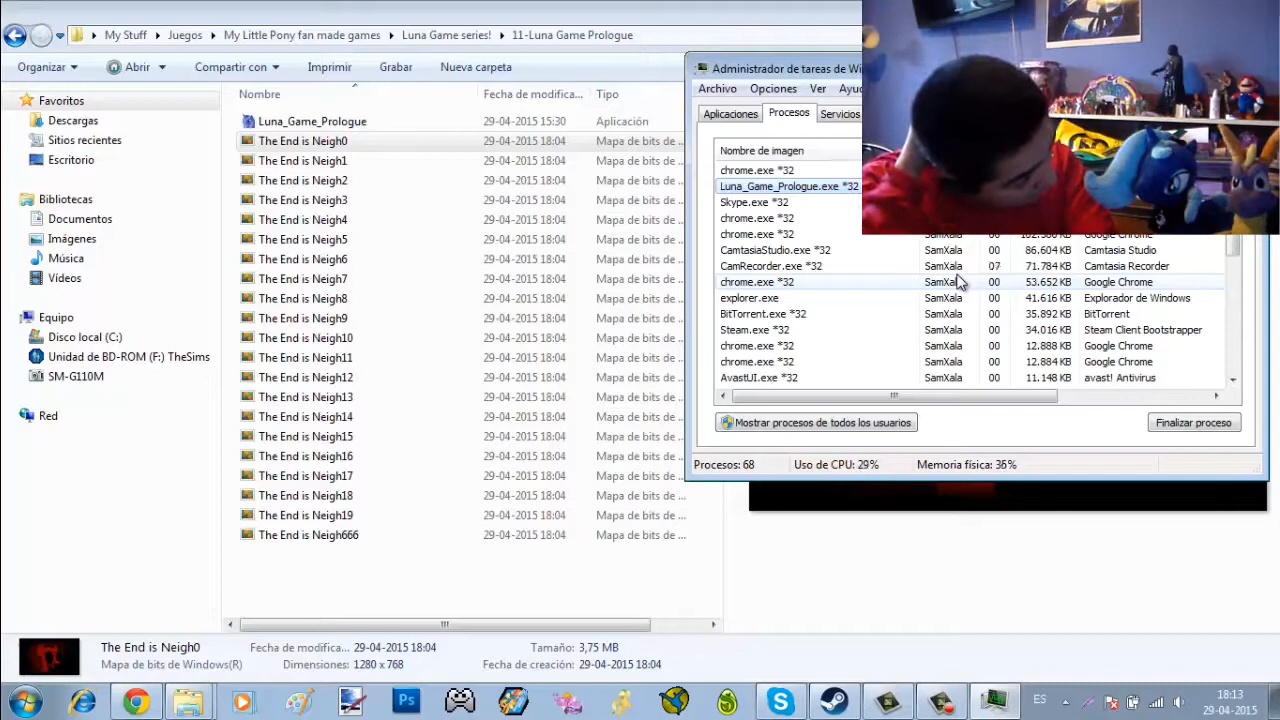 My Stuff Juegos My Little Pony fan made games Luna Game series! 11-Luna Game Prologue
Organizar Abrir Compartir con Imprimir Grabar Nueva carpeta
Favoritos
Descargas
Sitios recientes
Escritorio
Bibliotecas
Documentos
Imágenes
Música
Vídeos
Equipo
Disco local (C:)
Unidad de BD-ROM (F:) TheSims
SM-G110M
Red
Nombre Fecha de modifica... Tipo
Luna_Game_Prologue 29-04-2015 15:30 Aplicación
The End is Neigh0 29-04-2015 18:04 Mapa de bits de ...
The End is Neigh1 29-04-2015 18:04 Mapa de bits de ...
The End is Neigh2 29-04-2015 18:04 Mapa de bits de ...
The End is Neigh3 29-04-2015 18:04 Mapa de bits de ...
The End is Neigh4 29-04-2015 18:04 Mapa de bits de ...
The End is Neigh5 29-04-2015 18:04 Mapa de bits de ...
The End is Neigh6 29-04-2015 18:04 Mapa de bits de ...
The End is Neigh7 29-04-2015 18:04 Mapa de bits de ...
The End is Neigh8 29-04-2015 18:04 Mapa de bits de ...
The End is Neigh9 29-04-2015 18:04 Mapa de bits de ...
The End is Neigh10 29-04-2015 18:04 Mapa de bits de ...
The End is Neigh11 29-04-2015 18:04 Mapa de bits de ...
The End is Neigh12 29-04-2015 18:04 Mapa de bits de ...
The End is Neigh13 29-04-2015 18:04 Mapa de bits de ...
The End is Neigh14 29-04-2015 18:04 Mapa de bits de ...
The End is Neigh15 29-04-2015 18:04 Mapa de bits de ...
The End is Neigh16 29-04-2015 18:04 Mapa de bits de ...
The End is Neigh17 29-04-2015 18:04 Mapa de bits de ...
The End is Neigh18 29-04-2015 18:04 Mapa de bits de ...
The End is Neigh19 29-04-2015 18:04 Mapa de bits de ...
The End is Neigh666 29-04-2015 18:04 Mapa de bits de ...
Administrador de tareas de Wi
Archivo Opciones Ver Ayu
Aplicaciones Procesos Servicios
Nombre de imagen
chrome.exe *32
Luna_Game_Prologue.exe *32
Skype.exe *32
chrome.exe *32
chrome.exe *32 SamXala 00 Google Chrome
CamtasiaStudio.exe *32 SamXala 00 86.604 KB Camtasia Studio
CamRecorder.exe *32 SamXala 07 71.784 KB Camtasia Recorder
chrome.exe *32 SamXala 00 53.652 KB Google Chrome
explorer.exe SamXala 00 41.616 KB Explorador de Windows
BitTorrent.exe *32 SamXala 00 35.892 KB BitTorrent
Steam.exe *32 SamXala 00 34.016 KB Steam Client Bootstrapper
chrome.exe *32 SamXala 00 12.888 KB Google Chrome
chrome.exe *32 SamXala 00 12.884 KB Google Chrome
AvastUI.exe *32 SamXala 00 11.148 KB avast! Antivirus
Mostrar procesos de todos los usuarios Finalizar proceso
Procesos: 68 Uso de CPU: 29% Memoria física: 36%
The End is Neigh0 Fecha de modifica... 29-04-2015 18:04 Tamaño: 3,75 MB
Mapa de bits de Windows(R) Dimensiones: 1280 x 768 Fecha de creación: 29-04-2015 18:04
Ps ES 18:13
29-04-2015